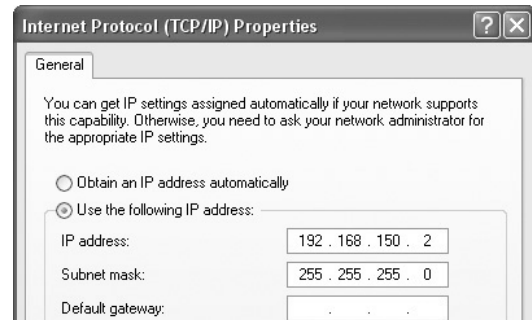 Internet Protocol (TCP/IP) Properties
General
You can get IP settings assigned automatically if your network supports
this capability. Otherwise, you need to ask your network administrator for
the appropriate IP settings.
Obtain an IP address automatically
Use the following IP address:
IP address: 192 . 168 . 150 . 2
Subnet mask: 255 . 255 . 255 . 0
Default gateway: . . .